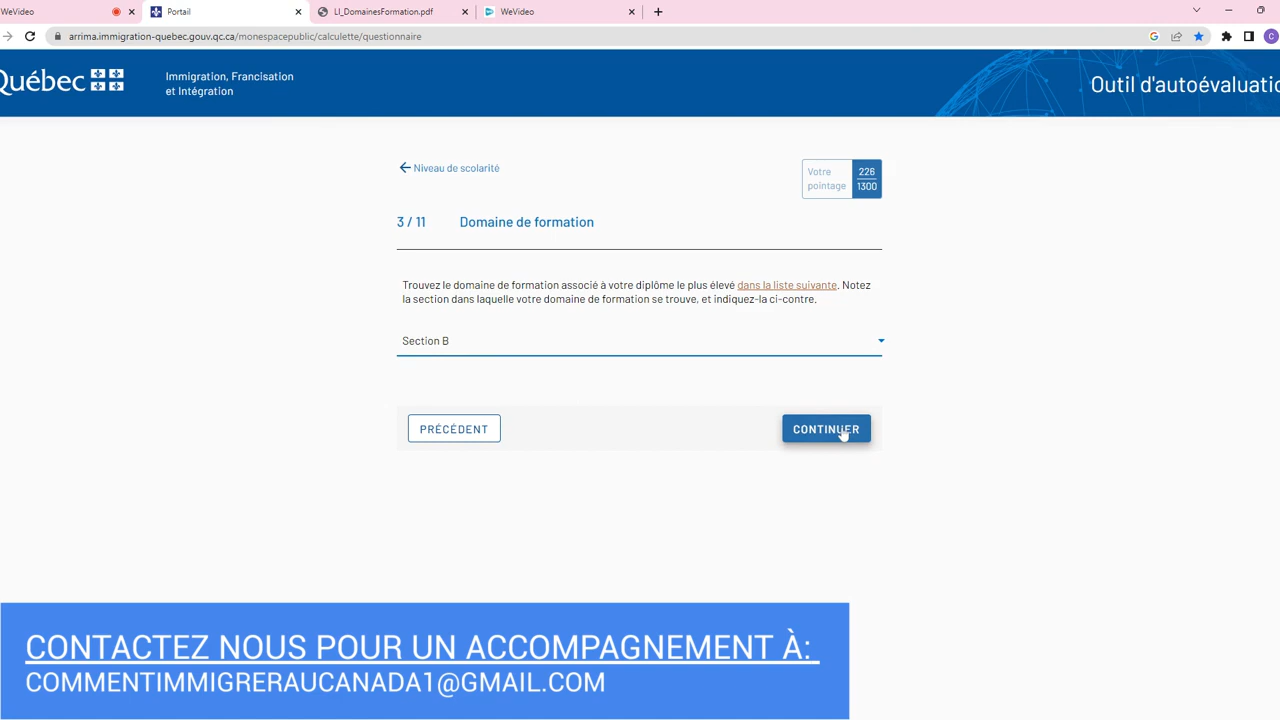 WeVideo
Portail
LI_DomainesFormation.pdf
WeVideo
arrima.immigration-quebec.gouv.qc.ca/monespacepublic/calculette/questionnaire
G
C
Québec
Immigration, Francisation
et Intégration
Outil d'autoévaluatio
Niveau de scolarité
Votre
pointage
226
1300
3 / 11 Domaine de formation
Trouvez le domaine de formation associé à votre diplôme le plus élevé dans la liste suivante. Notez
la section dans laquelle votre domaine de formation se trouve, et indiquez-la ci-contre.
Section B
PRÉCÉDENT
CONTINUER
CONTACTEZ NOUS POUR UN ACCOMPAGNEMENT À:
COMMENTIMMIGRERAUCANADA1@GMAIL.COM